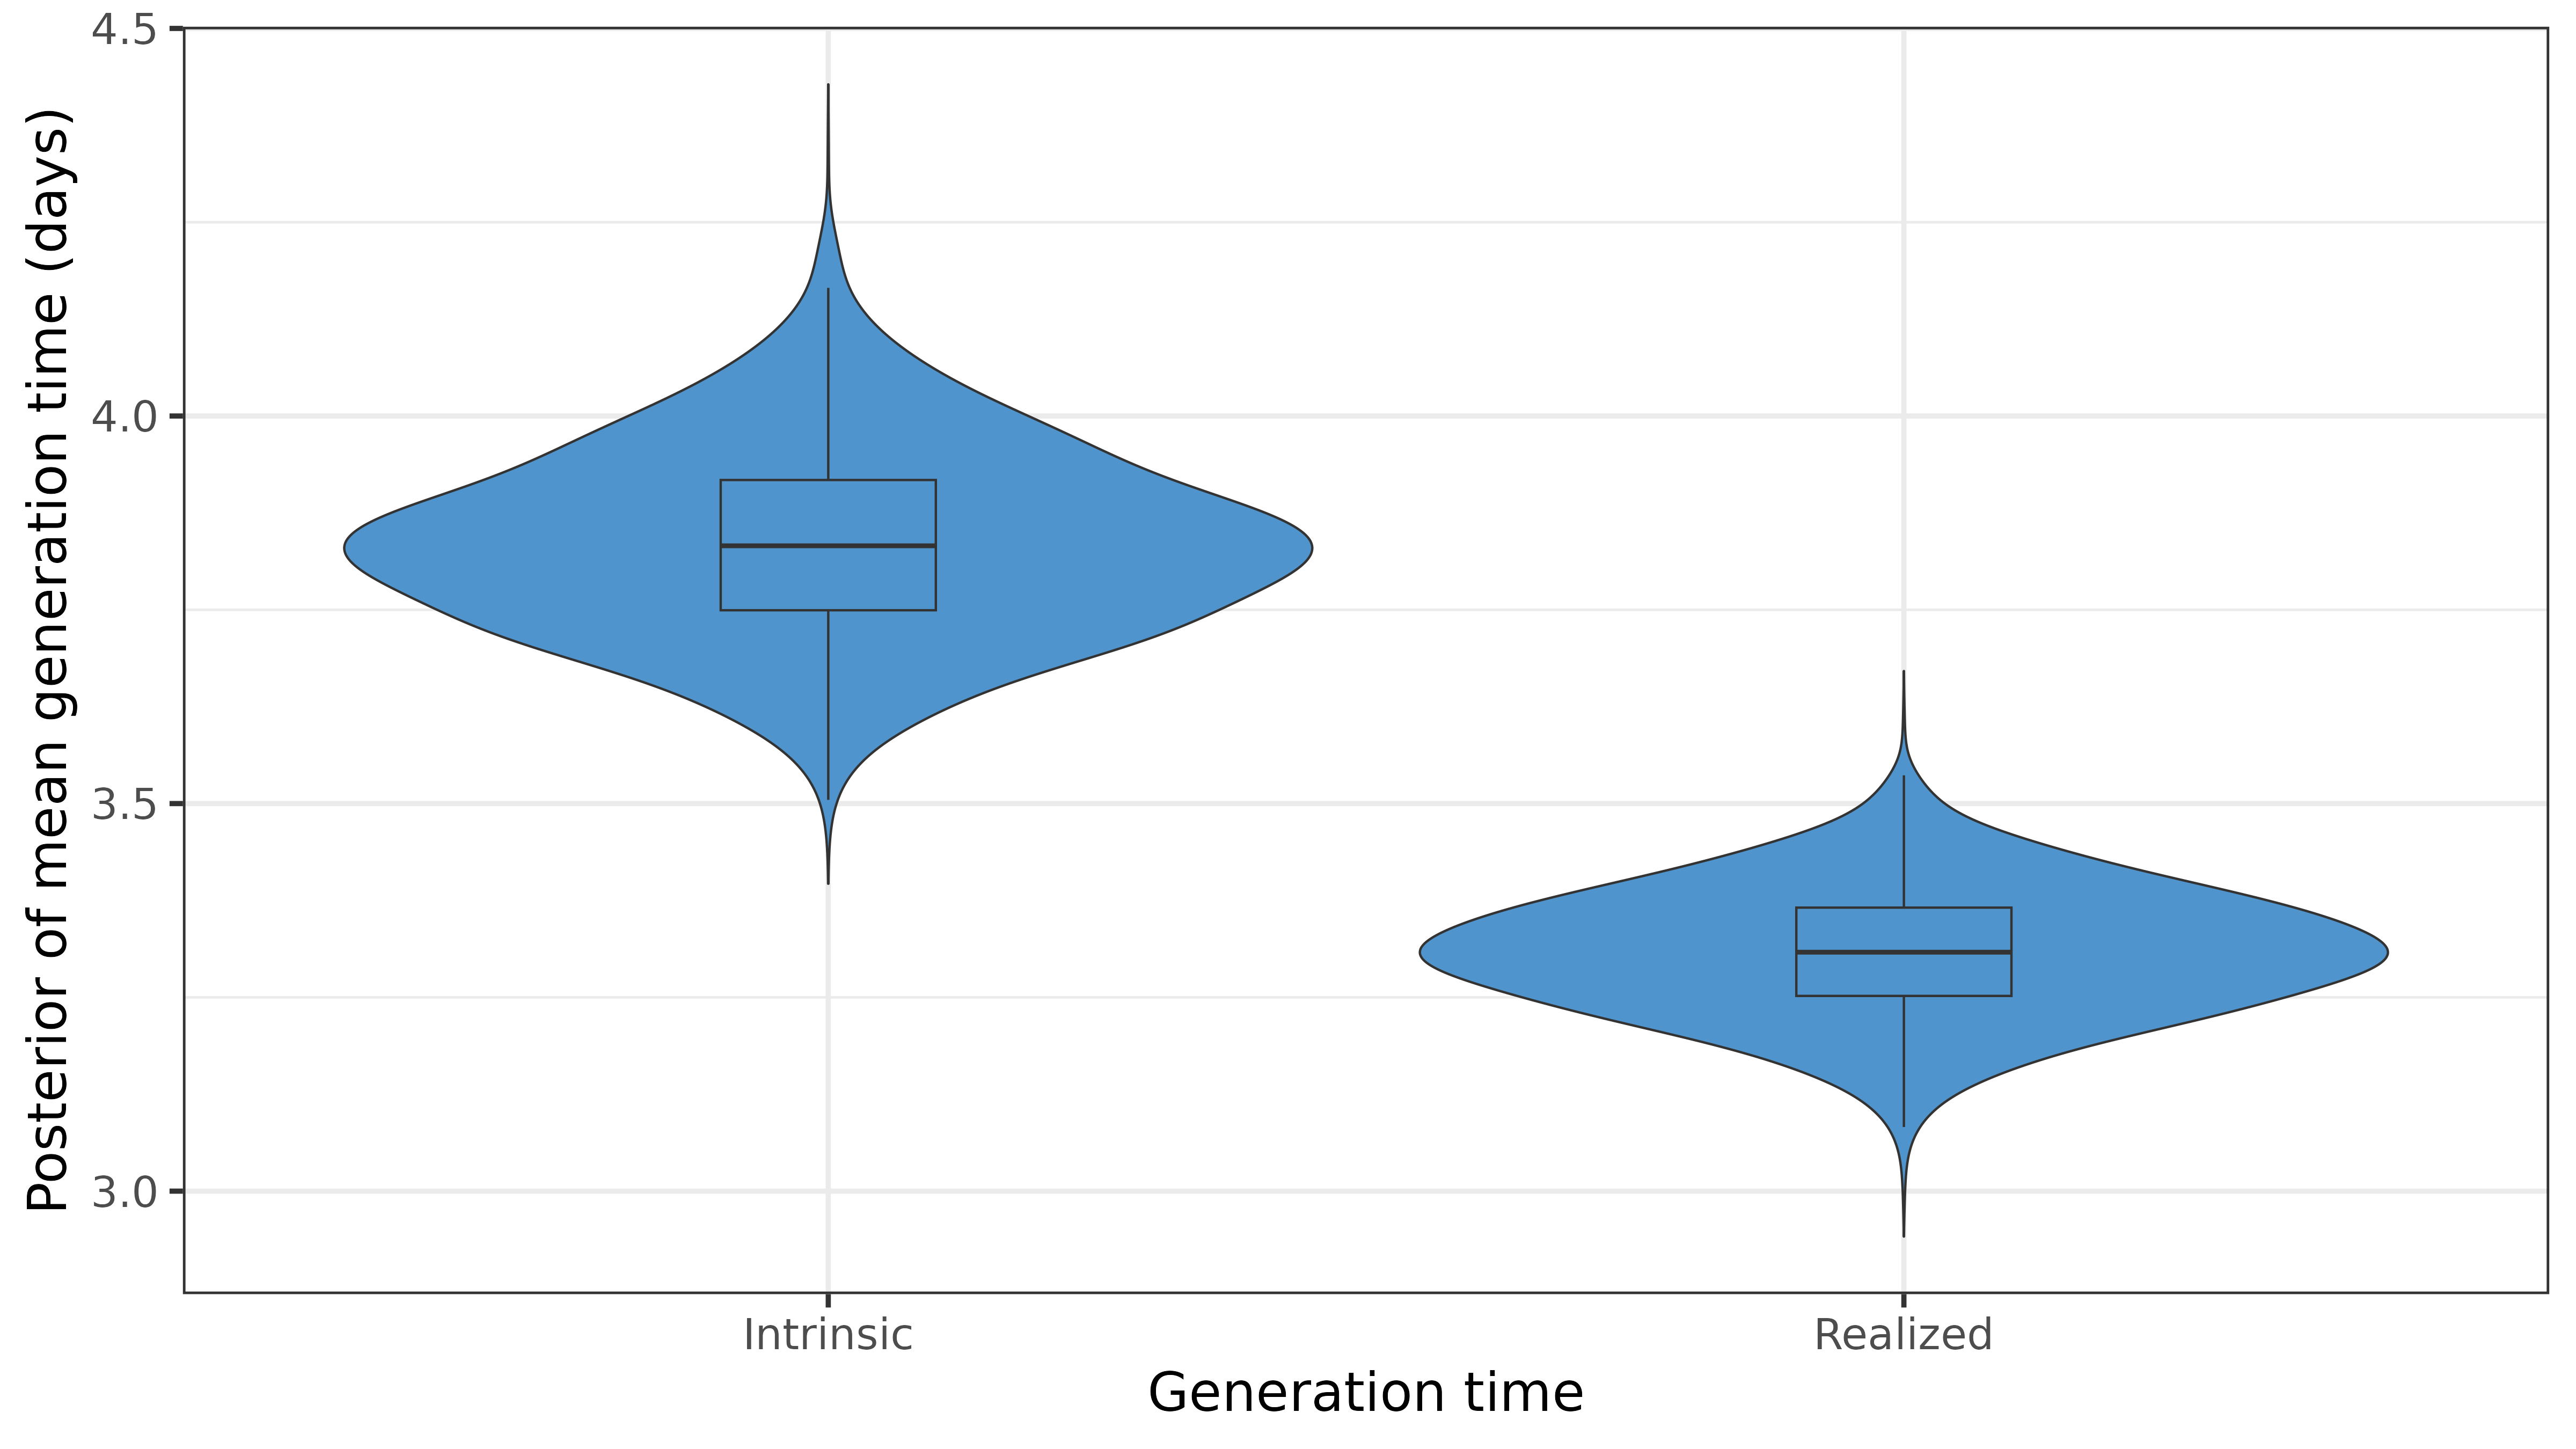 Posterior of mean generation time (days)
4.5
4.0
3.5
3.0
Intrinsic
Realized
Generation time